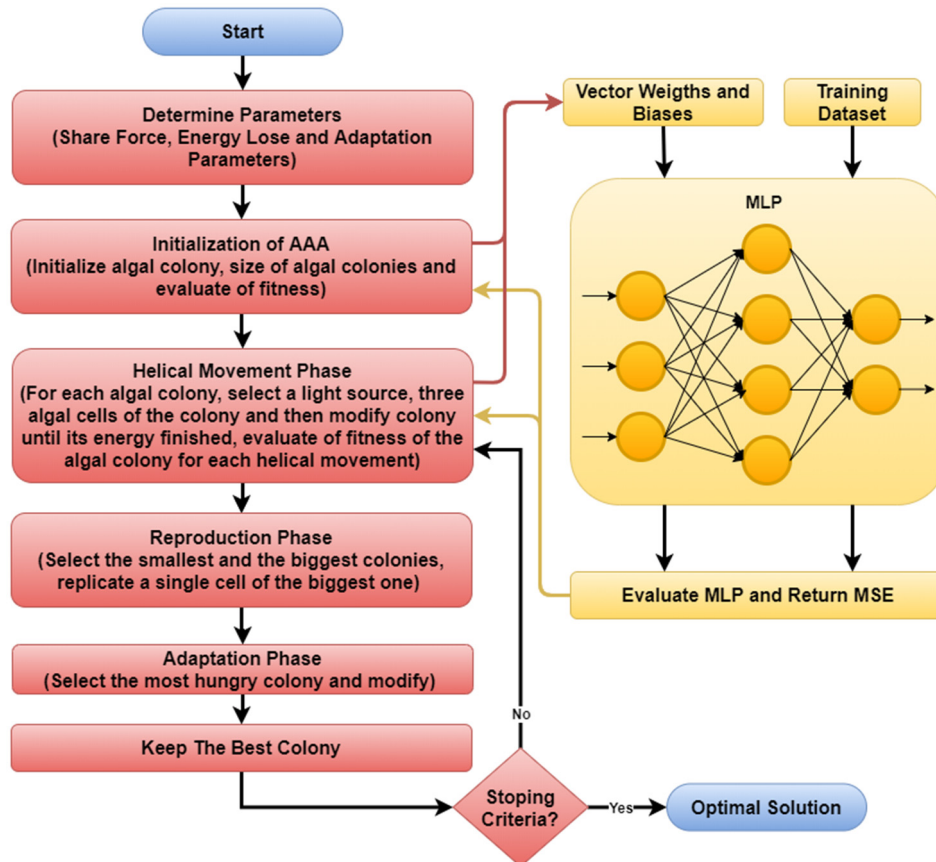 Start
Determine Parameters
(Share Force, Energy Lose and Adaptation
Parameters)
Initialization of AAA
(Initialize algal colony, size of algal colonies and
evaluate of fitness)
Helical Movement Phase
(For each algal colony, select a light source, three
algal cells of the colony and then modify colony
until its energy finished, evaluate of fitness of the
algal colony for each helical movement)
Reproduction Phase
(Select the smallest and the biggest colonies,
replicate a single cell of the biggest one)
Adaptation Phase
(Select the most hungry colony and modify)
Keep The Best Colony
Stoping
Criteria?
No
Yes
Optimal Solution
Vector Weigths and
Biases
Training
Dataset
MLP
Evaluate MLP and Return MSE